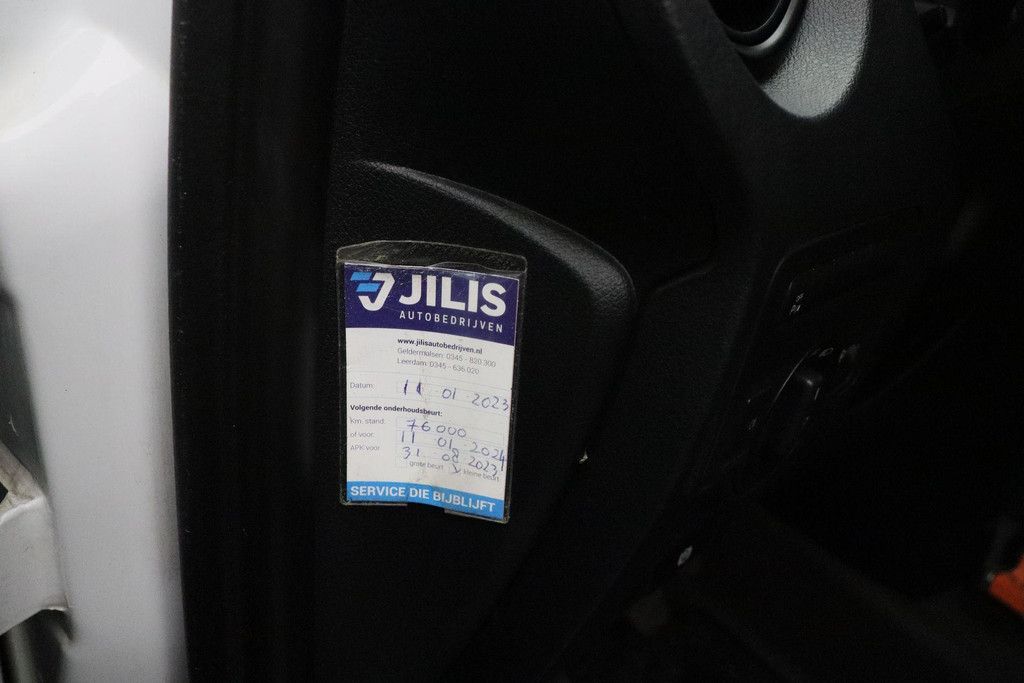 JILIS
AUTOBEDRIJVEN
www.jilisautobedrijven.nl
Geldermalsen: 0345 - 820 300
Leerdam: 0345 - 636 020
Datum: 11 01 2023
Volgende onderhoudsbeurt:
km. stand: 76 000
of voor: 11 01 2024
APK voor: 31 08 2023
grote beurt kleine beurt
SERVICE DIE BIJBLIJFT